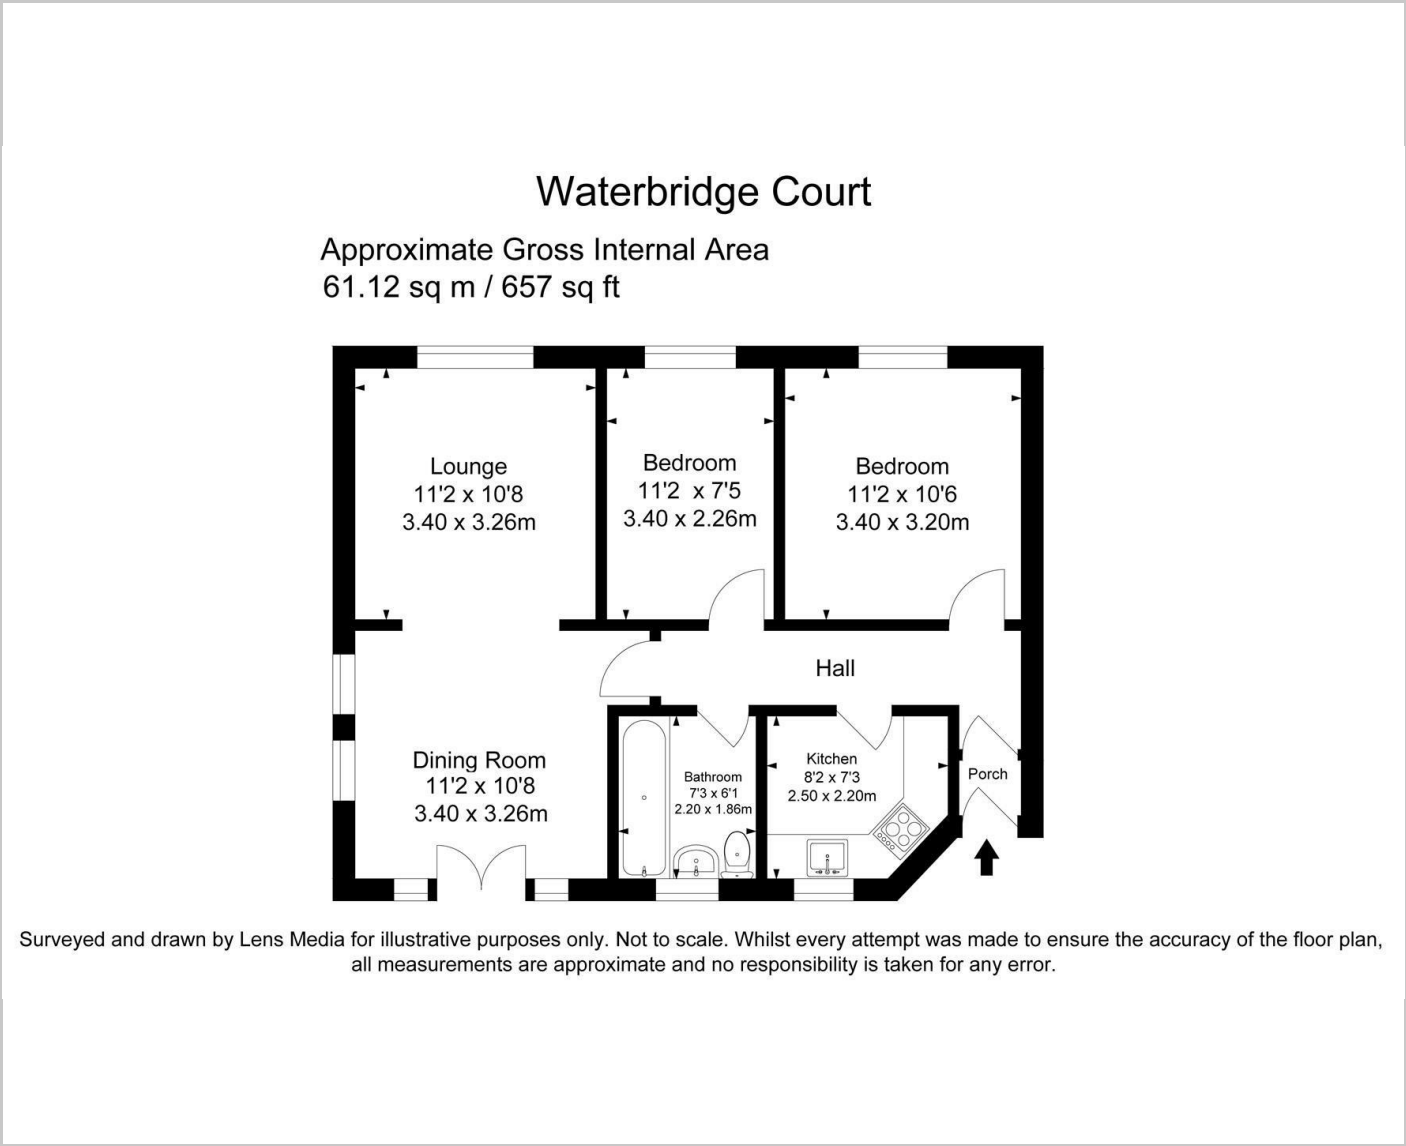 Waterbridge Court
Approximate Gross Internal Area
61.12 sq m / 657 sq ft
Lounge
11'2 x 10'8
3.40 x 3.26m
Bedroom
11'2 x 7'5
3.40 x 2.26m
Bedroom
11'2 x 10'6
3.40 x 3.20m
Hall
Dining Room
11'2 x 10'8
3.40 x 3.26m
Bathroom
7'3 x 6'1
2.20 x 1.86m
Kitchen
8'2 x 7'3
2.50 x 2.20m
Porch
Surveyed and drawn by Lens Media for illustrative purposes only. Not to scale. Whilst every attempt was made to ensure the accuracy of the floor plan,
all measurements are approximate and no responsibility is taken for any error.